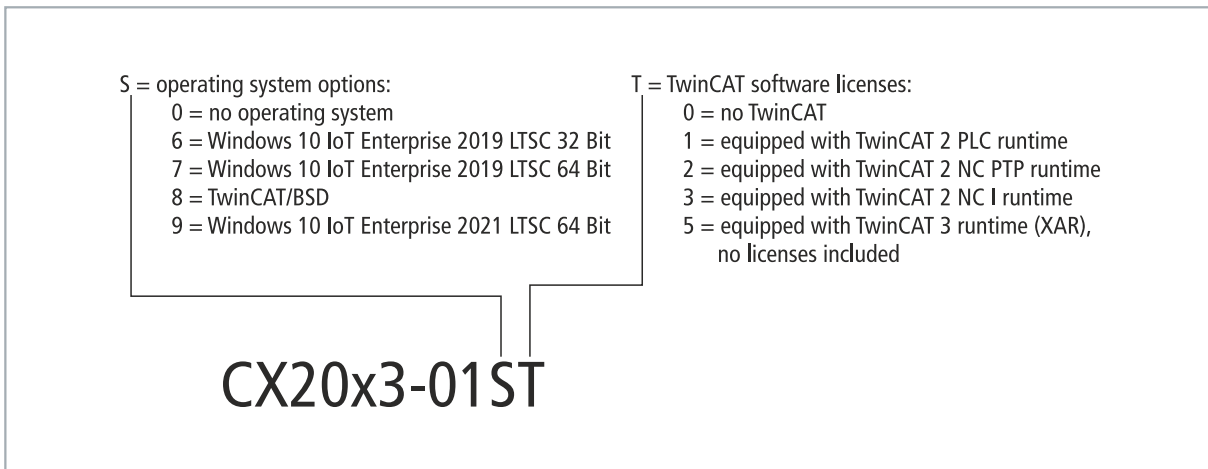 S = operating system options:
0 = no operating system
6 = Windows 10 IoT Enterprise 2019 LTSC 32 Bit
7 = Windows 10 IoT Enterprise 2019 LTSC 64 Bit
8 = TwinCAT/BSD
9 = Windows 10 IoT Enterprise 2021 LTSC 64 Bit
T = TwinCAT software licenses:
0 = no TwinCAT
1 = equipped with TwinCAT 2 PLC runtime
2 = equipped with TwinCAT 2 NC PTP runtime
3 = equipped with TwinCAT 2 NC I runtime
5 = equipped with TwinCAT 3 runtime (XAR),
no licenses included
CX20x3-01ST